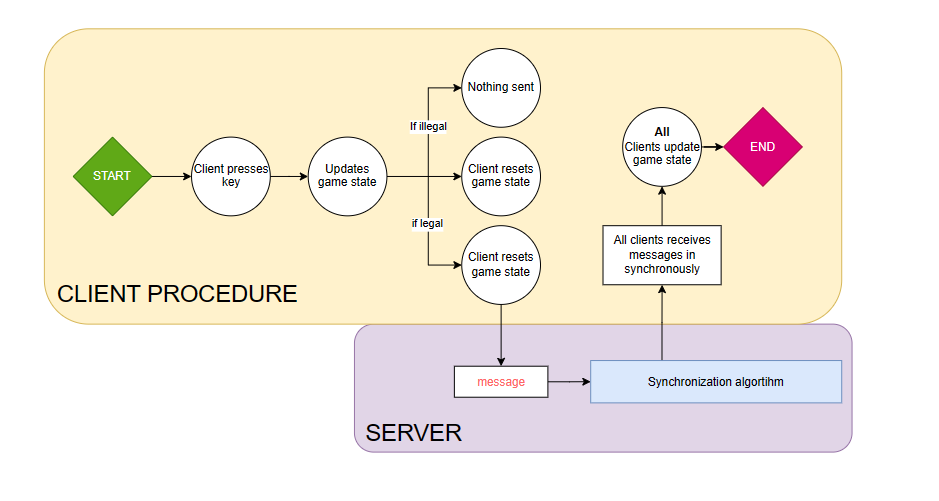 START
Client presses
key
Updates
game state
If illegal
if legal
Nothing sent
Client resets
game state
Client resets
game state
All
Clients update
game state
END
All clients receives
messages in
synchronously
CLIENT PROCEDURE
message
Synchronization algortihm
SERVER